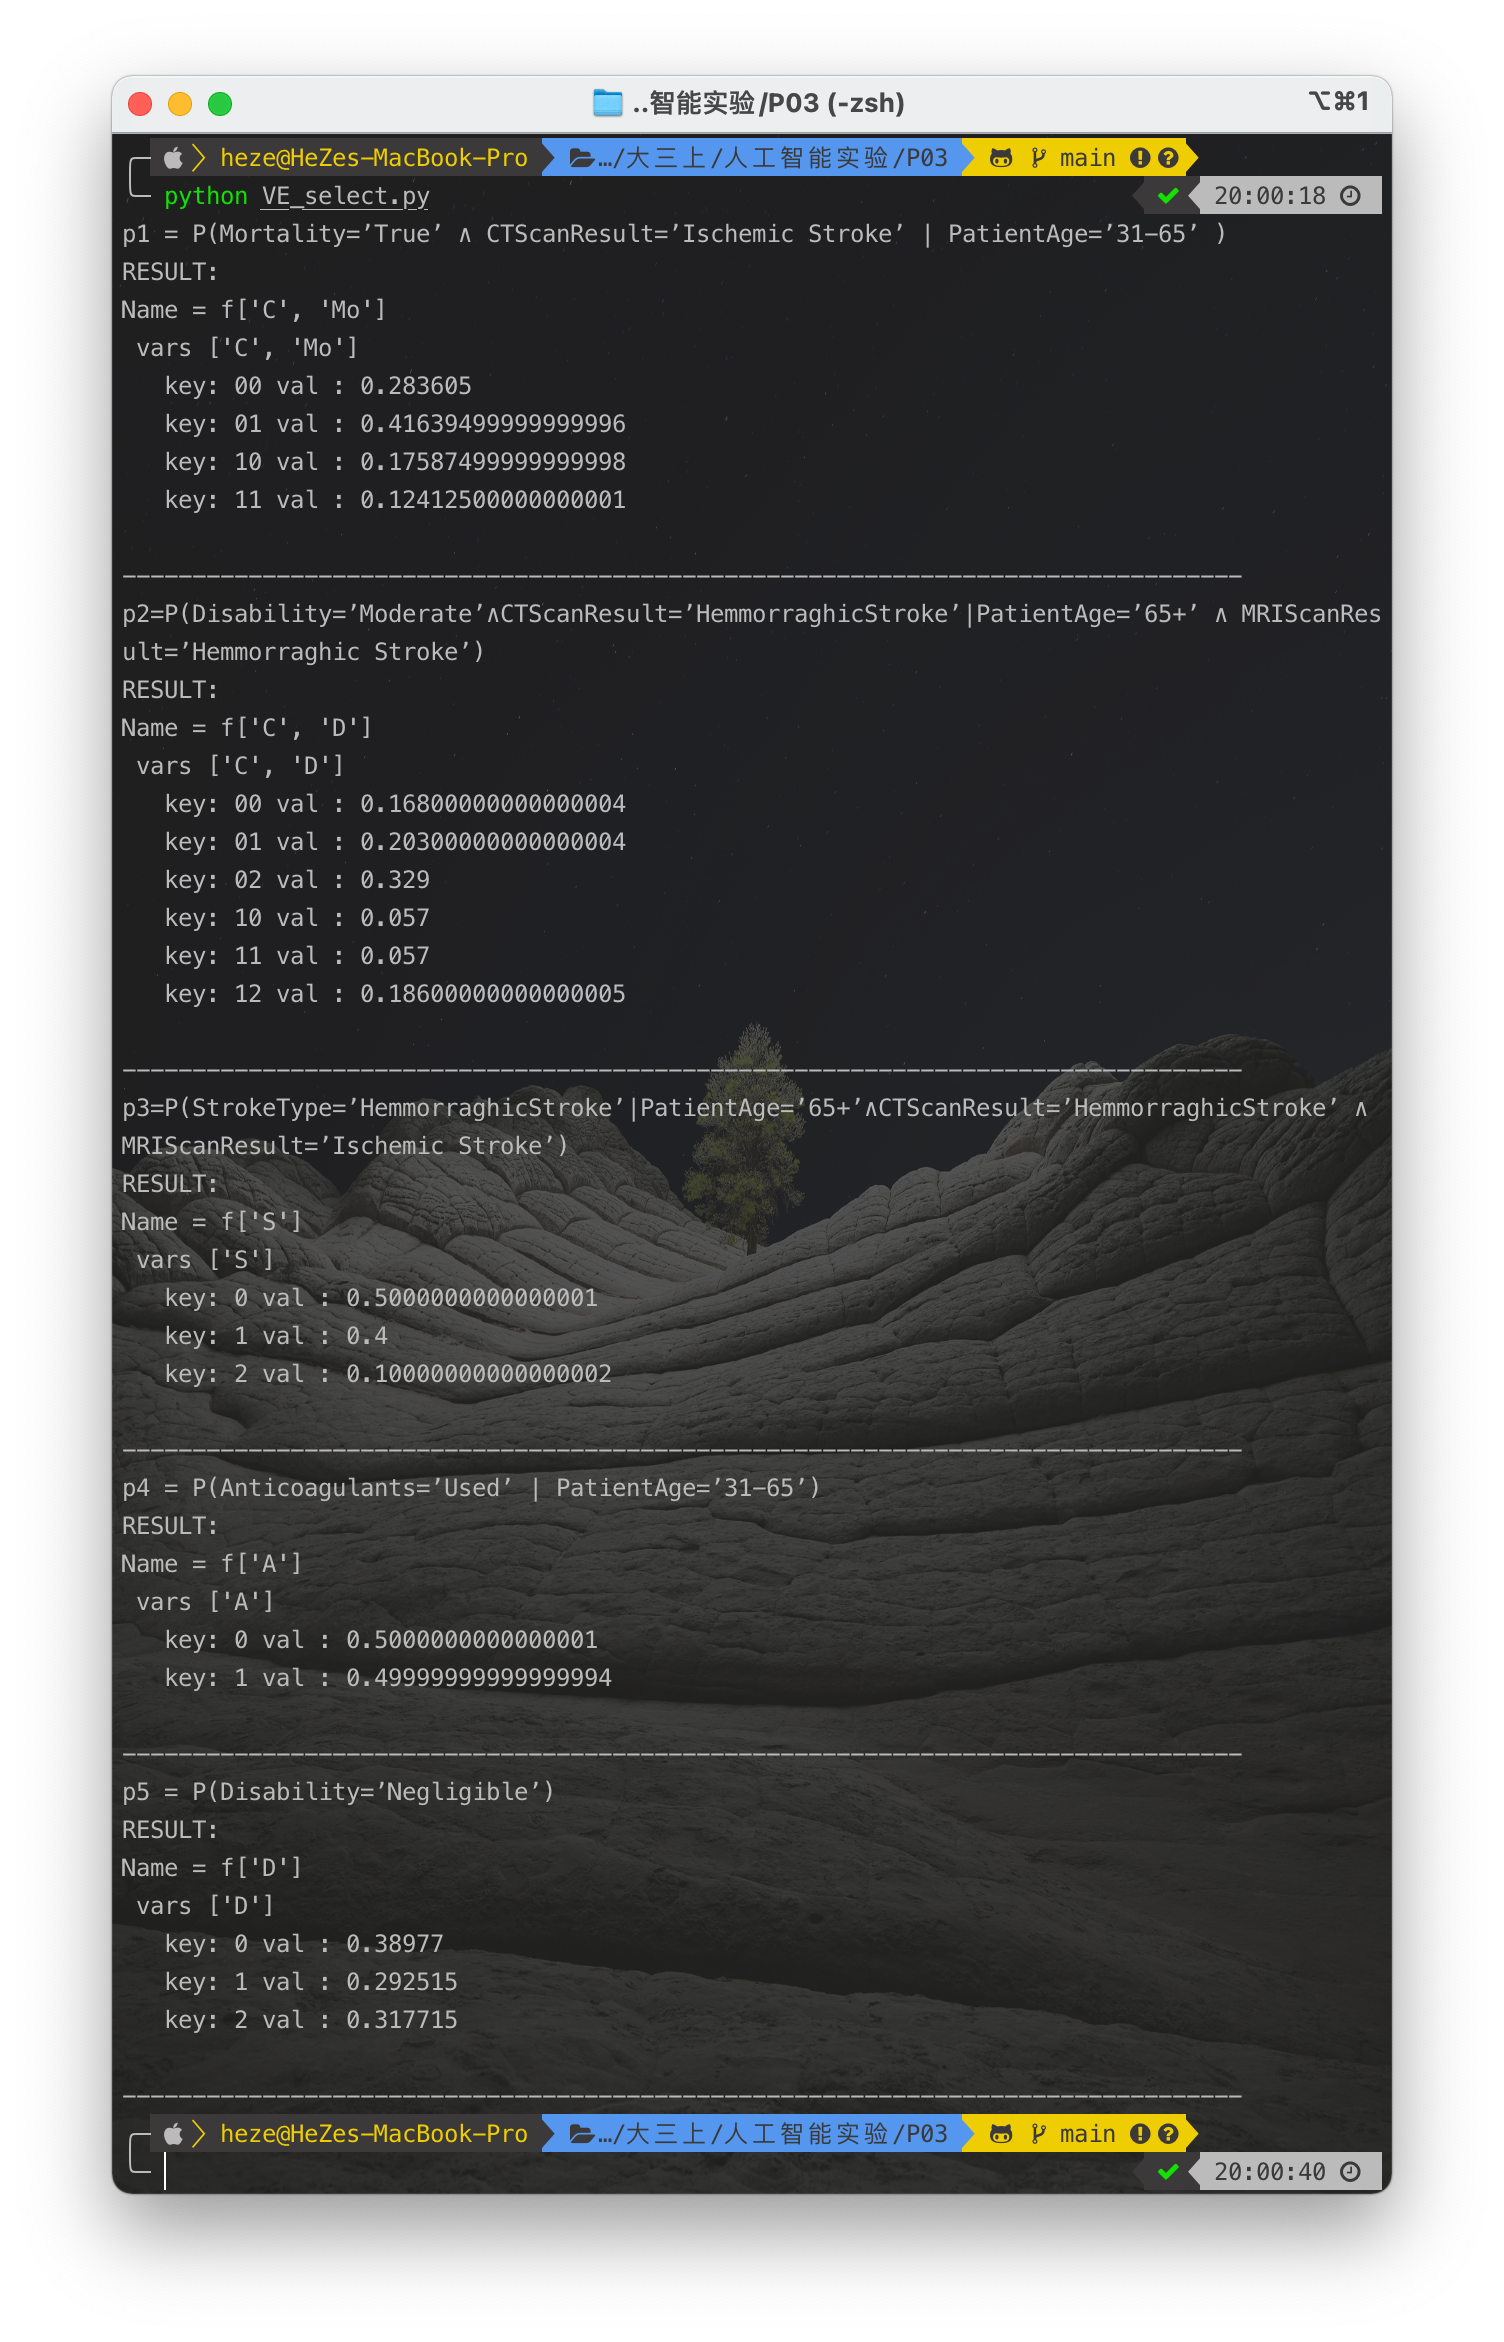 ..智能实验/P03 (-zsh) ⌥⌘1
heze@HeZes-MacBook-Pro …/大三上/人工智能实验/P03 main
python VE_select.py 20:00:18
p1 = P(Mortality=’True’ ∧ CTScanResult=’Ischemic Stroke’ | PatientAge=’31-65’ )
RESULT:
Name = f['C', 'Mo']
vars ['C', 'Mo']
key: 00 val : 0.283605
key: 01 val : 0.41639499999999996
key: 10 val : 0.17587499999999998
key: 11 val : 0.12412500000000001
--------------------------------------------------------------------------------
p2=P(Disability=’Moderate’∧CTScanResult=’HemmorraghicStroke’|PatientAge=’65+’ ∧ MRIScanRes
ult=’Hemmorraghic Stroke’)
RESULT:
Name = f['C', 'D']
vars ['C', 'D']
key: 00 val : 0.16800000000000004
key: 01 val : 0.20300000000000004
key: 02 val : 0.329
key: 10 val : 0.057
key: 11 val : 0.057
key: 12 val : 0.18600000000000005
--------------------------------------------------------------------------------
p3=P(StrokeType=’HemmorraghicStroke’|PatientAge=’65+’∧CTScanResult=’HemmorraghicStroke’ ∧
MRIScanResult=’Ischemic Stroke’)
RESULT:
Name = f['S']
vars ['S']
key: 0 val : 0.5000000000000001
key: 1 val : 0.4
key: 2 val : 0.10000000000000002
--------------------------------------------------------------------------------
p4 = P(Anticoagulants=’Used’ | PatientAge=’31-65’)
RESULT:
Name = f['A']
vars ['A']
key: 0 val : 0.5000000000000001
key: 1 val : 0.49999999999999994
--------------------------------------------------------------------------------
p5 = P(Disability=’Negligible’)
RESULT:
Name = f['D']
vars ['D']
key: 0 val : 0.38977
key: 1 val : 0.292515
key: 2 val : 0.317715
--------------------------------------------------------------------------------
heze@HeZes-MacBook-Pro …/大三上/人工智能实验/P03 main
20:00:40